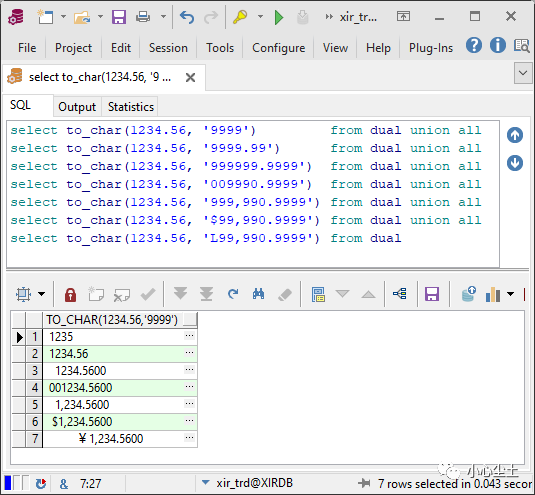 xir_trd...
File Project Edit Session Tools Configure View Help Plug-Ins
select to_char(1234.56, '9 ...
SQL Output Statistics
select to_char(1234.56, '9999') from dual union all
select to_char(1234.56, '9999.99') from dual union all
select to_char(1234.56, '999999.9999') from dual union all
select to_char(1234.56, '009990.9999') from dual union all
select to_char(1234.56, '999,990.9999') from dual union all
select to_char(1234.56, '$99,990.9999') from dual union all
select to_char(1234.56, 'L99,990.9999') from dual
TO_CHAR(1234.56,'9999')
1 1235 ...
2 1234.56 ...
3 1234.5600 ...
4 001234.5600 ...
5 1,234.5600 ...
6 $1,234.5600 ...
7 ¥1,234.5600 ...
小心尘土
& 7:27 xir_trd@XIRDB 7 rows selected in 0.043 secor